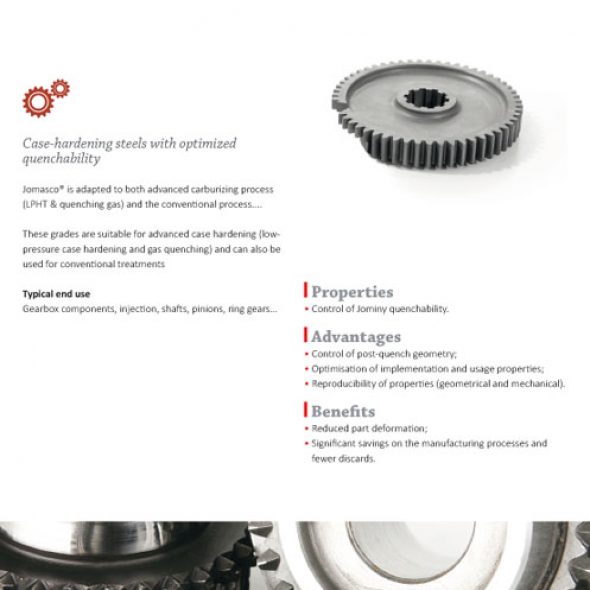 Case-hardening steels with optimized
quenchability
Jomasco® is adapted to both advanced carburizing process
(LPHT & quenching gas) and the conventional process....
These grades are suitable for advanced case hardening (low-
pressure case hardening and gas quenching) and can also be
used for conventional treatments
Typical end use
Gearbox components, injection, shafts, pinions, ring gears...
Properties
• Control of Jominy quenchability.
Advantages
• Control of post-quench geometry;
• Optimisation of implementation and usage properties;
• Reproducibility of properties (geometrical and mechanical).
Benefits
• Reduced part deformation;
• Significant savings on the manufacturing processes and
fewer discards.